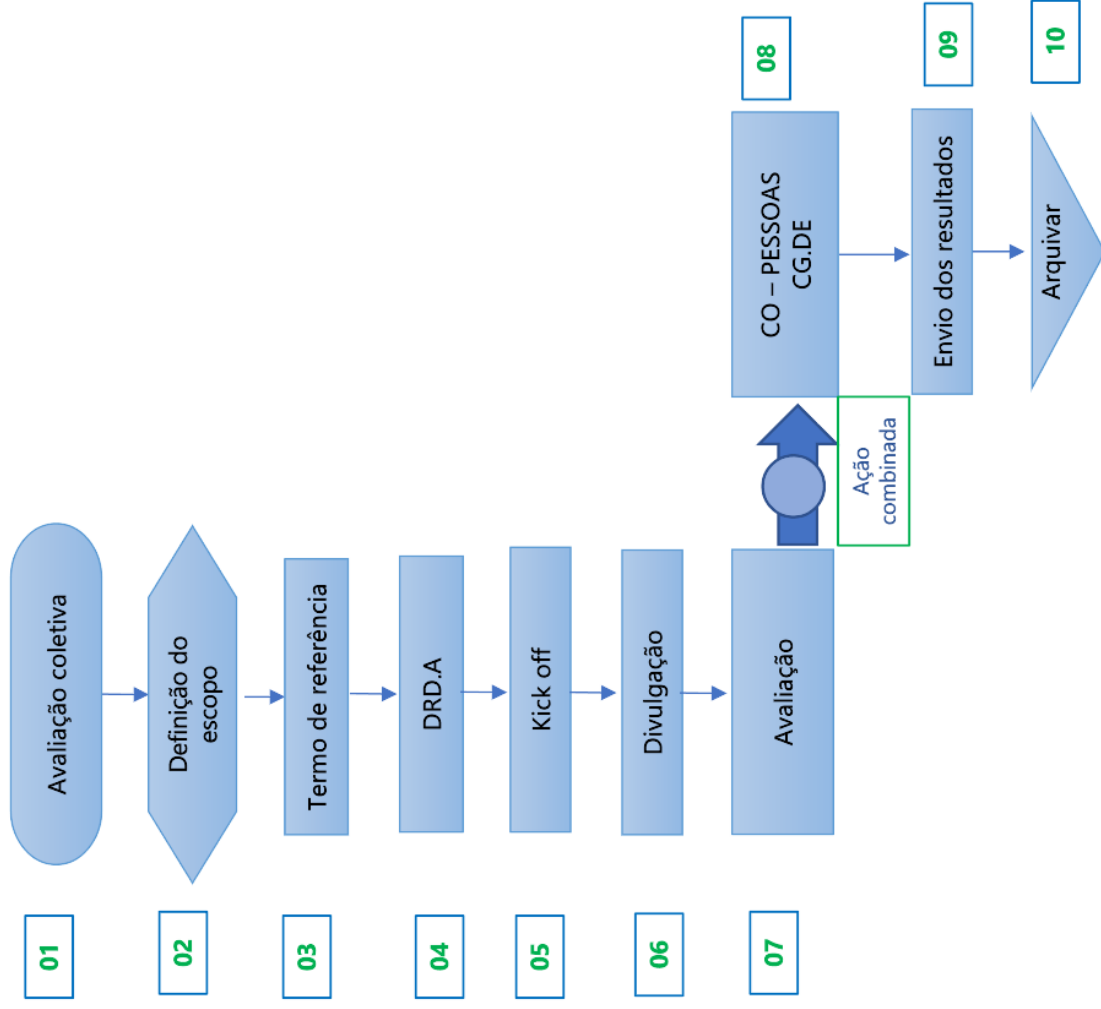 01
Avaliação coletiva
02
Definição do
escopo
03
Termo de referência
04
DRD.A
05
Kick off
06
Divulgação
07
Avaliação
Ação
combinada
CO – PESSOAS
CG.DE
08
Envio dos resultados
09
Arquivar
10